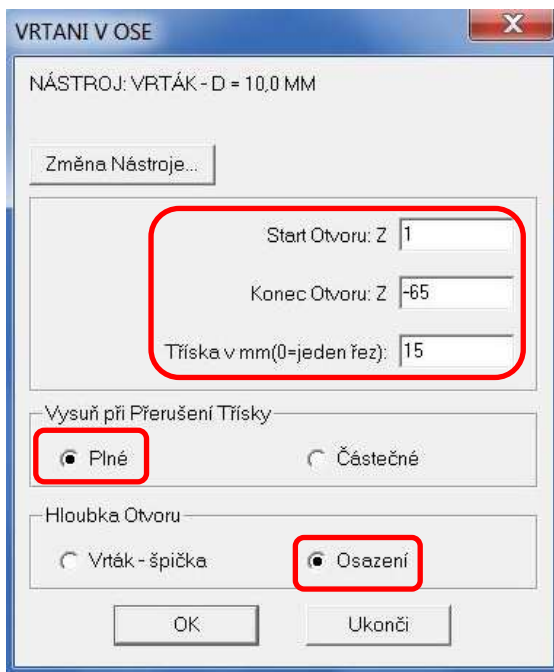 VRTANI V OSE
NÁSTROJ: VRTÁK - D = 10,0 MM
Změna Nástroje...
Start Otvoru: Z 1
Konec Otvoru: Z -65
Tříska v mm(0=jeden řez): 15
Vysuň při Přerušení Třísky
Plné Částečné
Hloubka Otvoru
Vrták - špička Osazení
OK Ukonči